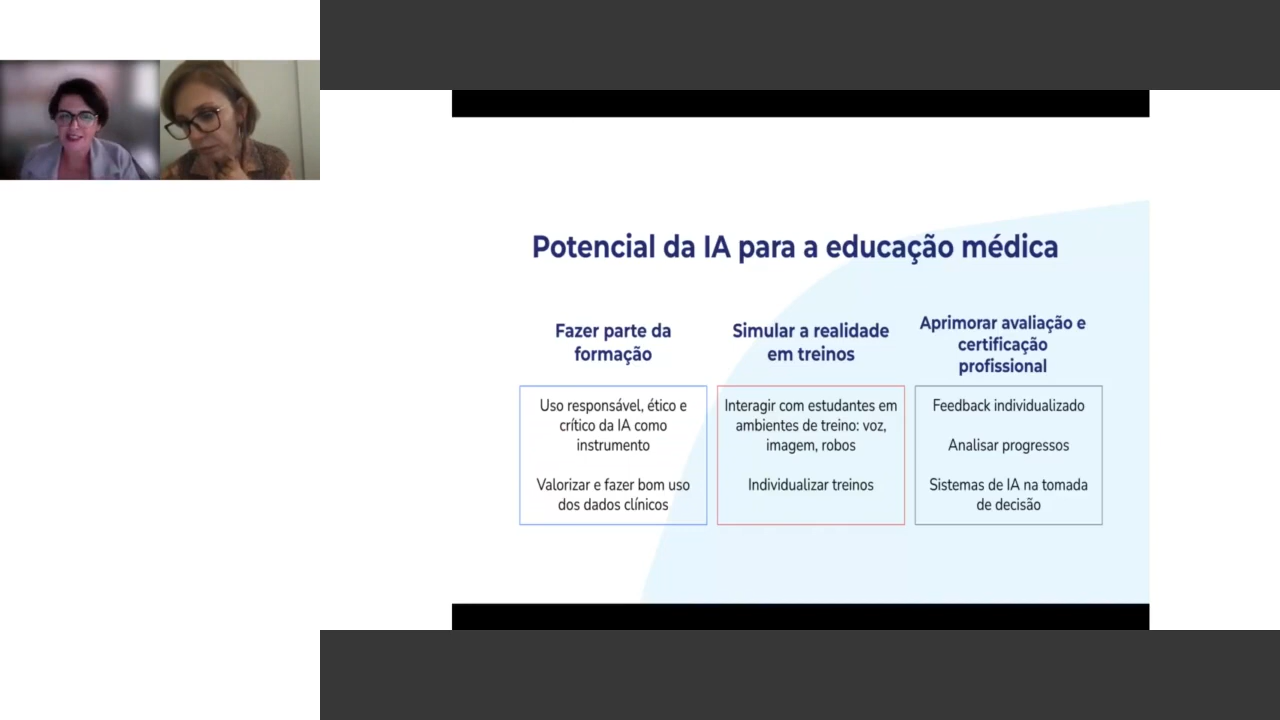 Potencial da IA para a educação médica
Fazer parte da
formação
Uso responsável, ético e
crítico da IA como
instrumento
Valorizar e fazer bom uso
dos dados clínicos
Simular a realidade
em treinos
Interagir com estudantes em
ambientes de treino: voz,
imagem, robos
Individualizar treinos
Aprimorar avaliação e
certificação
profissional
Feedback individualizado
Analisar progressos
Sistemas de IA na tomada
de decisão